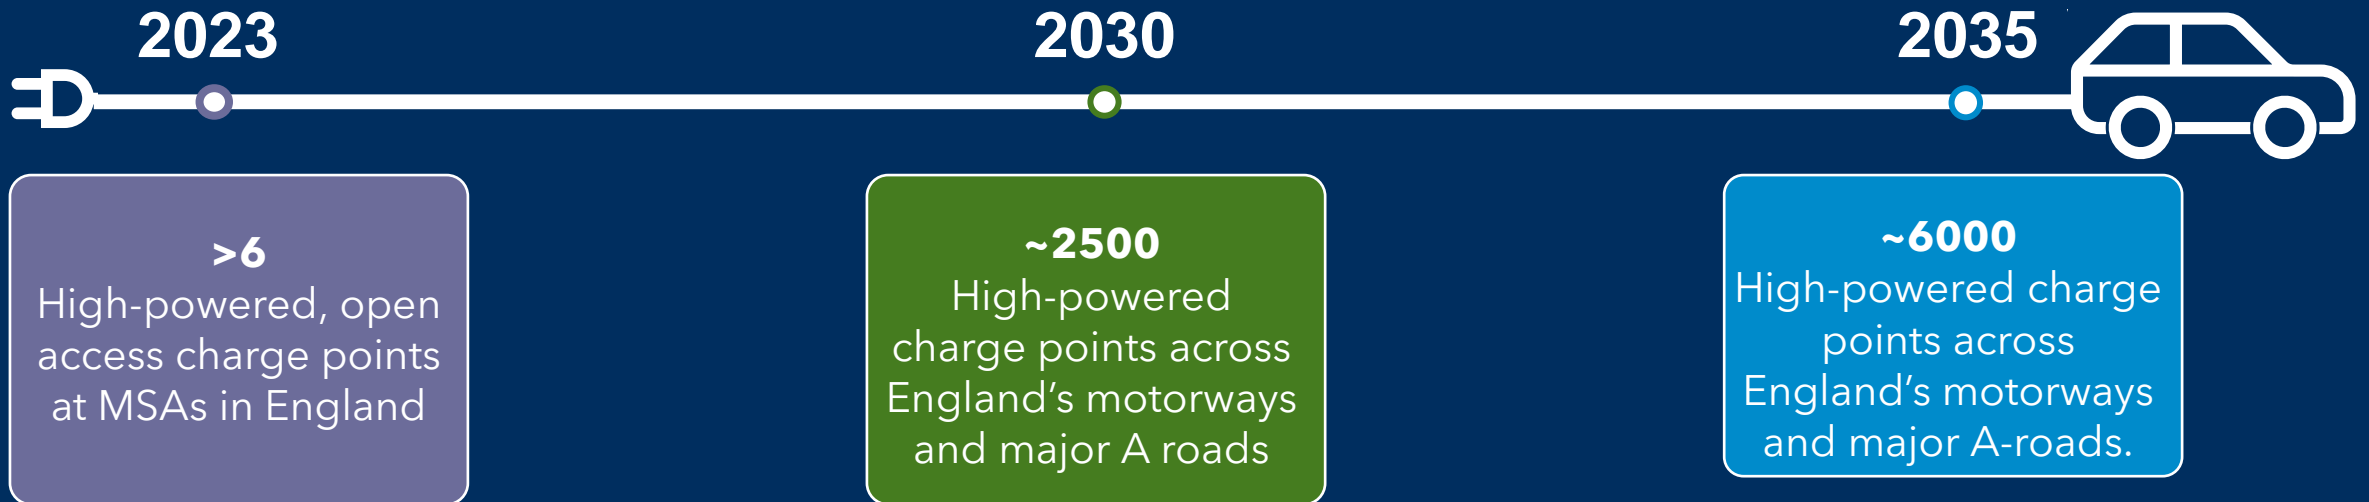 2023
2030
2035
>6
High-powered, open
access charge points
at MSAs in England
~2500
High-powered
charge points across
England’s motorways
and major A roads
~6000
High-powered charge
points across
England’s motorways
and major A-roads.